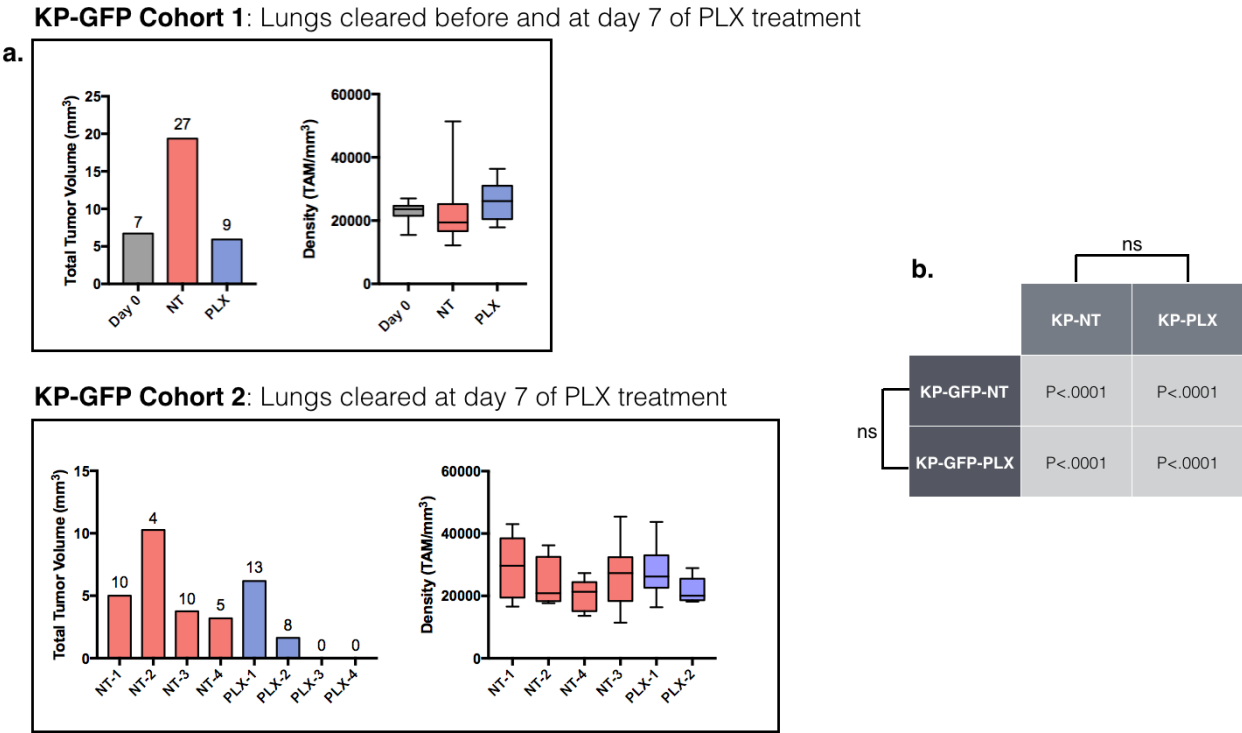 KP-GFP Cohort 1: Lungs cleared before and at day 7 of PLX treatment
a.
Total Tumor Volume (mm³)
25
20
15
10
5
0
7
27
9
Day 0
NT
PLX
Density (TAM/mm³)
60000
40000
20000
0
Day 0
NT
PLX
KP-GFP Cohort 2: Lungs cleared at day 7 of PLX treatment
Total Tumor Volume (mm³)
15
10
5
0
10
4
10
5
13
8
0
0
NT-1
NT-2
NT-3
NT-4
PLX-1
PLX-2
PLX-3
PLX-4
Density (TAM/mm³)
60000
40000
20000
0
NT-1
NT-2
NT-4
NT-3
PLX-1
PLX-2
b.
ns
KP-NT KP-PLX
KP-GFP-NT P<.0001 P<.0001
ns
KP-GFP-PLX P<.0001 P<.0001